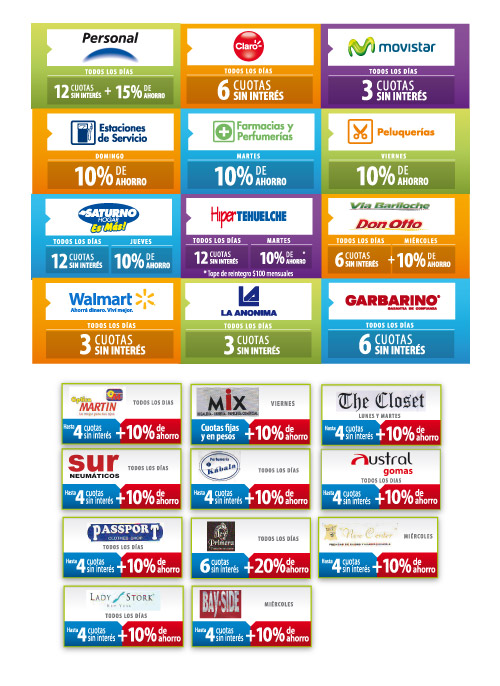 Personal
TODOS LOS DÍAS
12 CUOTAS SIN INTERÉS + 15% DE AHORRO
Claro
TODOS LOS DÍAS
6 CUOTAS SIN INTERÉS
movistar
TODOS LOS DÍAS
3 CUOTAS SIN INTERÉS
Estaciones
de Servicio
DOMINGO
10% DE AHORRO
Farmacias y
Perfumerías
MARTES
10% DE AHORRO
Peluquerías
VIERNES
10% DE AHORRO
SATURNO
HOGAR
Es Más!
TODOS LOS DÍAS
12 CUOTAS SIN INTERÉS
JUEVES
10% DE AHORRO
HiperTEHUELCHE
TODOS LOS DÍAS
12 CUOTAS SIN INTERÉS
MARTES
10% DE AHORRO *
* Tope de reintegro $100 mensuales
Via Bariloche
Don Otto
TODOS LOS DÍAS
6 CUOTAS SIN INTERÉS
MIÉRCOLES
+10% DE AHORRO
Walmart
Ahorrá dinero. Viví mejor.
TODOS LOS DÍAS
3 CUOTAS SIN INTERÉS
LA ANONIMA
TODOS LOS DÍAS
3 CUOTAS SIN INTERÉS
GARBARINO
GARANTIA DE CONFIANZA
TODOS LOS DÍAS
6 CUOTAS SIN INTERÉS
Optica
MARTIN
TODOS LOS DIAS
Hasta 4 cuotas sin interés +10% de ahorro
MIX
VIERNES
Cuotas fijas y en pesos +10% de ahorro
The Closet
LUNES Y MARTES
Hasta 4 cuotas sin interés +10% de ahorro
sur
NEUMÁTICOS
TODOS LOS DÍAS
Hasta 4 cuotas sin interés +10% de ahorro
Perfumería
Kábala
TODOS LOS DÍAS
Hasta 4 cuotas sin interés +10% de ahorro
Austral
gomas
TODOS LOS DIAS
Hasta 4 cuotas sin interés +10% de ahorro
PASSPORT
CLOTHES SHOP
TODOS LOS DÍAS
Hasta 4 cuotas sin interés +10% de ahorro
Primera
TODOS LOS DÍAS
6 cuotas sin interés +20% de ahorro
New Center
MIÉRCOLES
Hasta 4 cuotas sin interés +10% de ahorro
LADY STORK
NEW YORK
TODOS LOS DÍAS
Hasta 4 cuotas sin interés +10% de ahorro
BAY-SIDE
MIÉRCOLES
Hasta 4 cuotas sin interés +10% de ahorro